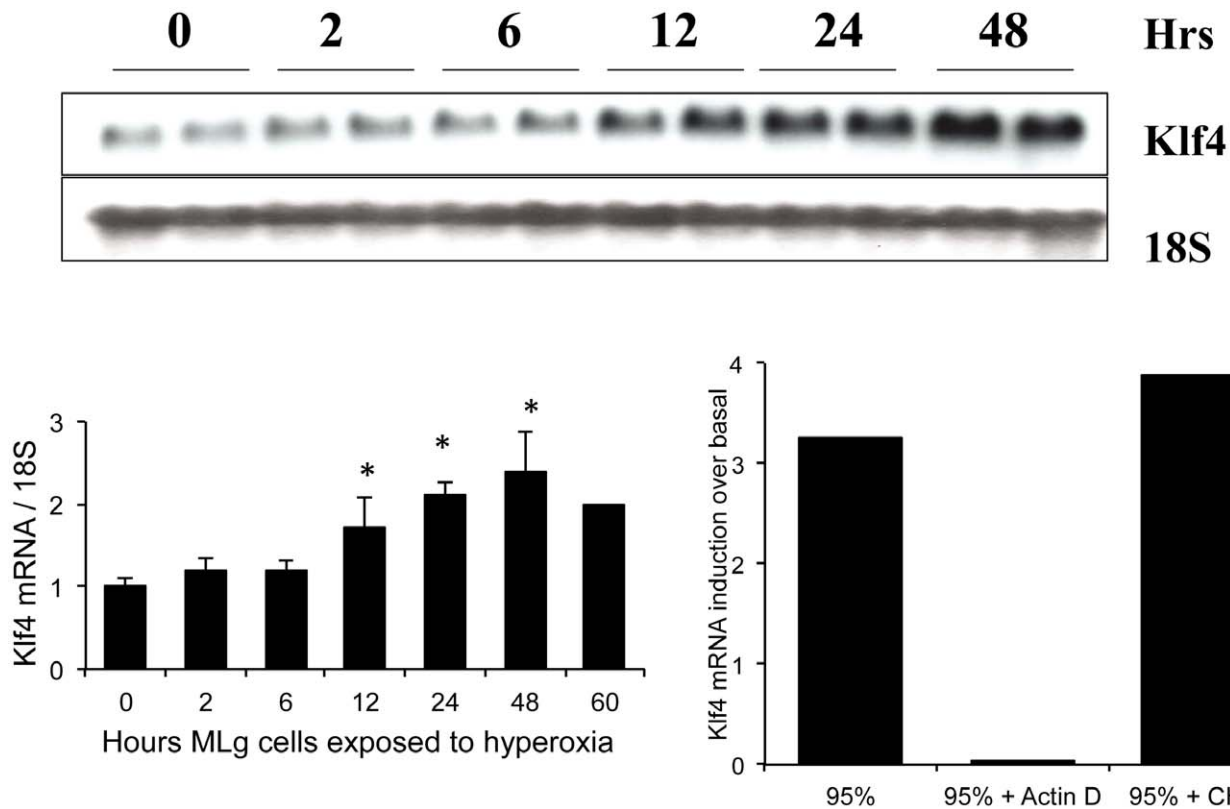 0 2 6 12 24 48 Hrs
Klf4
18S
Klf4 mRNA / 18S
3
2
1
0
* * *
0 2 6 12 24 48 60
Hours MLg cells exposed to hyperoxia
Klf4 mRNA induction over basal
4
3
2
1
0
95% 95% + Actin D 95% +